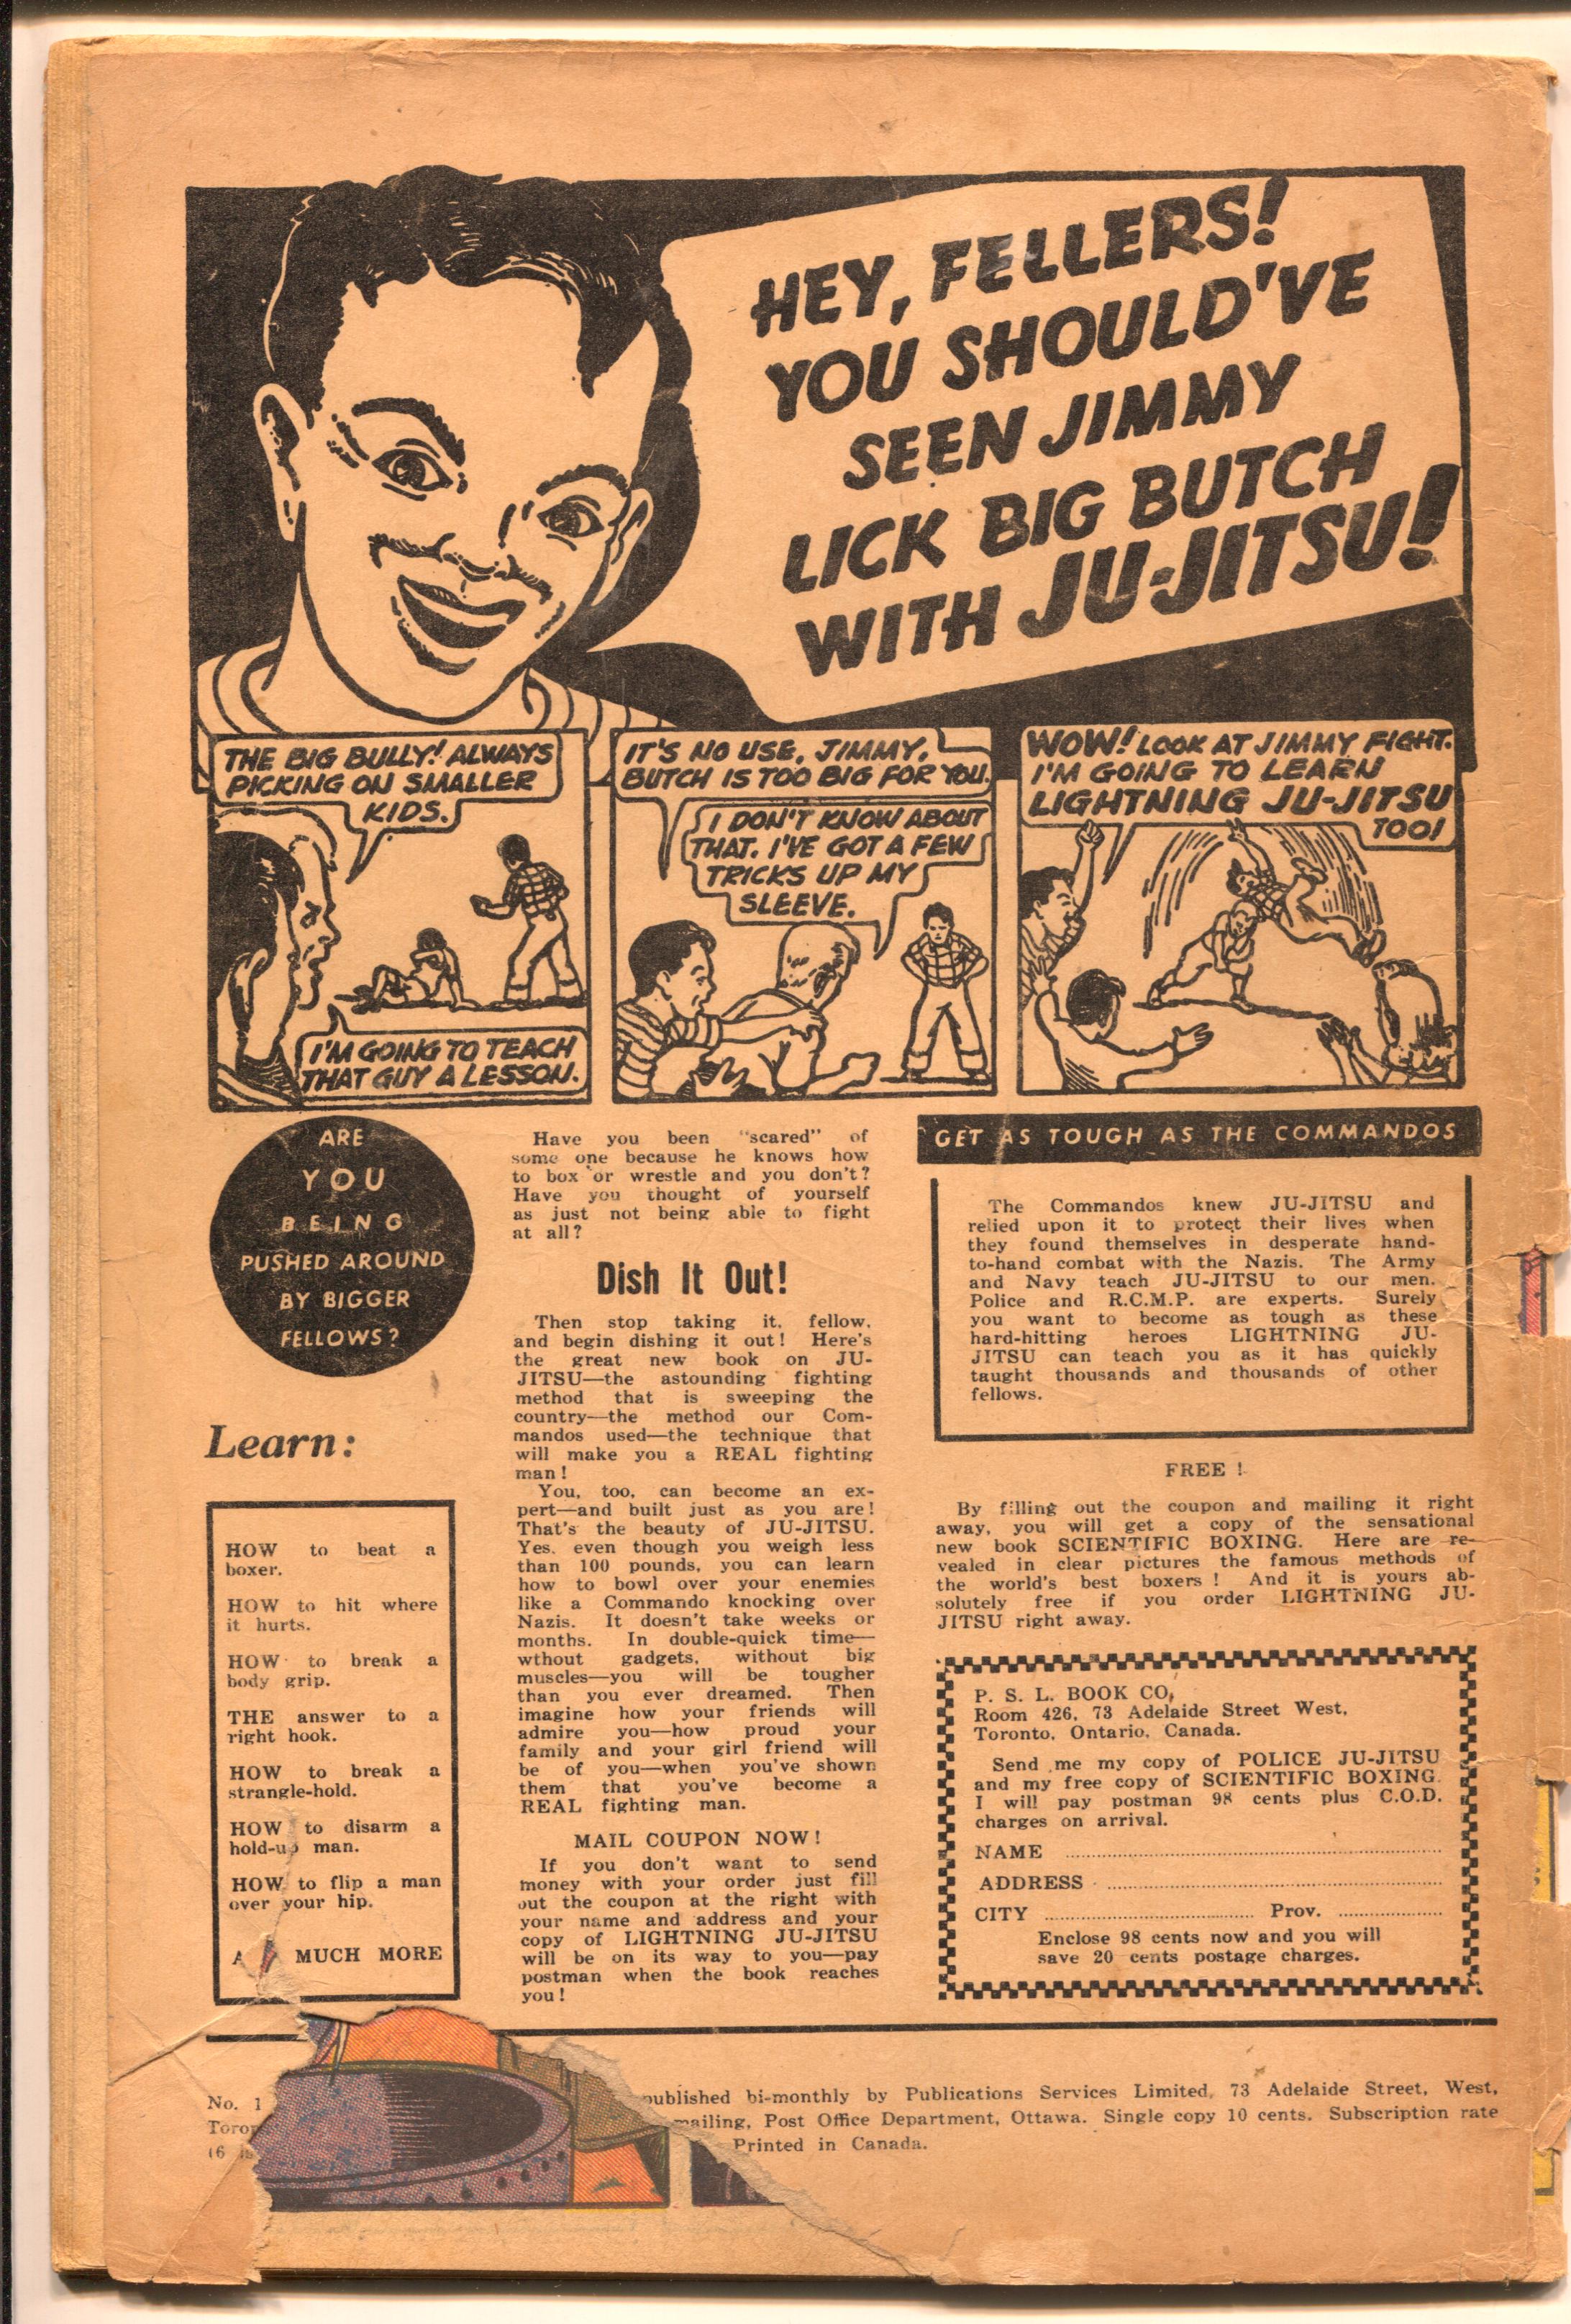 HEY, FELLERS!
YOU SHOULD'VE
SEEN JIMMY
LICK BIG BUTCH
WITH JU-JITSU!
THE BIG BULLY! ALWAYS
PICKING ON SMALLER
KIDS.
I'M GOING TO TEACH
THAT GUY A LESSON.
IT'S NO USE, JIMMY,
BUTCH IS TOO BIG FOR YOU.
I DON'T KNOW ABOUT
THAT. I'VE GOT A FEW
TRICKS UP MY
SLEEVE.
WOW! LOOK AT JIMMY FIGHT.
I'M GOING TO LEARN
LIGHTNING JU-JITSU
TOO!
ARE
YOU
BEING
PUSHED AROUND
BY BIGGER
FELLOWS?
Learn:
HOW to beat a
boxer.
HOW to hit where
it hurts.
HOW to break a
body grip.
THE answer to a
right hook.
HOW to break a
strangle-hold.
HOW to disarm a
hold-up man.
HOW to flip a man
over your hip.
MUCH MORE
Have you been "scared" of
some one because he knows how
to box or wrestle and you don't?
Have you thought of yourself
as just not being able to fight
at all?
Dish It Out!
Then stop taking it, fellow,
and begin dishing it out! Here's
the great new book on JU-
JITSU—the astounding fighting
method that is sweeping the
country—the method our Com-
mandos used—the technique that
will make you a REAL fighting
man!
You, too, can become an ex-
pert—and built just as you are!
That's the beauty of JU-JITSU.
Yes, even though you weigh less
than 100 pounds, you can learn
how to bowl over your enemies
like a Commando knocking over
Nazis. It doesn't take weeks or
months. In double-quick time—
wthout gadgets, without big
muscles—you will be tougher
than you ever dreamed. Then
imagine how your friends will
admire you—how proud your
family and your girl friend will
be of you—when you've shown
them that you've become a
REAL fighting man.
MAIL COUPON NOW!
If you don't want to send
money with your order just fill
out the coupon at the right with
your name and address and your
copy of LIGHTNING JU-JITSU
will be on its way to you—pay
postman when the book reaches
you!
GET AS TOUGH AS THE COMMANDOS
The Commandos knew JU-JITSU and
relied upon it to protect their lives when
they found themselves in desperate hand-
to-hand combat with the Nazis. The Army
and Navy teach JU-JITSU to our men.
Police and R.C.M.P. are experts. Surely
you want to become as tough as these
hard-hitting heroes LIGHTNING JU-
JITSU can teach you as it has quickly
taught thousands and thousands of other
fellows.
FREE!
By filling out the coupon and mailing it right
away, you will get a copy of the sensational
new book SCIENTIFIC BOXING. Here are re-
vealed in clear pictures the famous methods of
the world's best boxers! And it is yours ab-
solutely free if you order LIGHTNING JU-
JITSU right away.
P. S. L. BOOK CO,
Room 426, 73 Adelaide Street West,
Toronto, Ontario, Canada.
Send me my copy of POLICE JU-JITSU
and my free copy of SCIENTIFIC BOXING.
I will pay postman 98 cents plus C.O.D.
charges on arrival.
NAME
ADDRESS
CITY Prov.
Enclose 98 cents now and you will
save 20 cents postage charges.
No. 1 published bi-monthly by Publications Services Limited, 73 Adelaide Street, West,
mailing, Post Office Department, Ottawa. Single copy 10 cents. Subscription rate
(6 Printed in Canada.